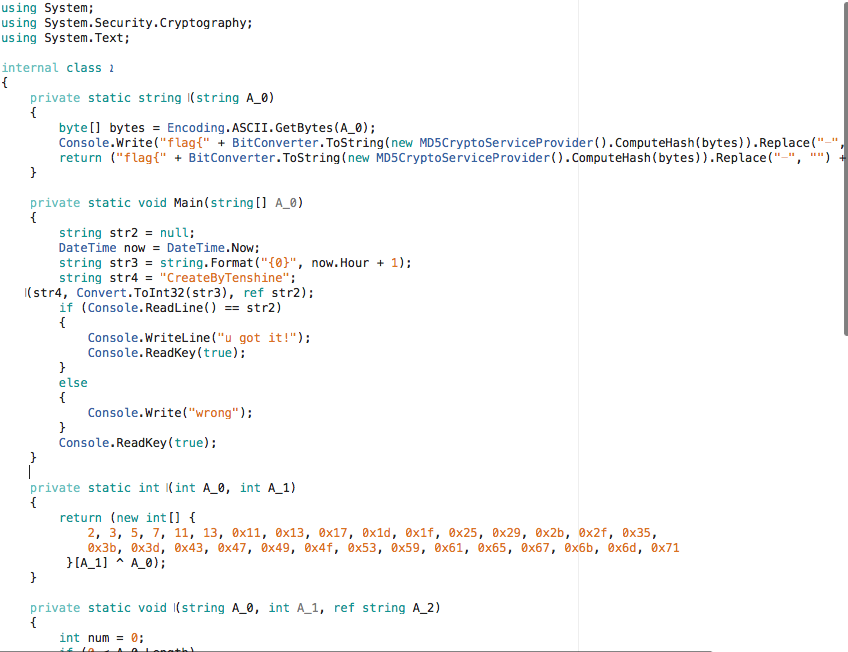 using System;
using System.Security.Cryptography;
using System.Text;
internal class
{
private static string (string A_0)
{
byte[] bytes = Encoding.ASCII.GetBytes(A_0);
Console.Write("flag{" + BitConverter.ToString(new MD5CryptoServiceProvider().ComputeHash(bytes)).Replace("-",
return ("flag{" + BitConverter.ToString(new MD5CryptoServiceProvider().ComputeHash(bytes)).Replace("-", "") +
}
private static void Main(string[] A_0)
{
string str2 = null;
DateTime now = DateTime.Now;
string str3 = string.Format("{0}", now.Hour + 1);
string str4 = "CreateByTenshine";
(str4, Convert.ToInt32(str3), ref str2);
if (Console.ReadLine() == str2)
{
Console.WriteLine("u got it!");
Console.ReadKey(true);
}
else
{
Console.Write("wrong");
}
Console.ReadKey(true);
}
private static int (int A_0, int A_1)
{
return (new int[] {
2, 3, 5, 7, 11, 13, 0x11, 0x13, 0x17, 0x1d, 0x1f, 0x25, 0x29, 0x2b, 0x2f, 0x35,
0x3b, 0x3d, 0x43, 0x47, 0x49, 0x4f, 0x53, 0x59, 0x61, 0x65, 0x67, 0x6b, 0x6d, 0x71
}[A_1] ^ A_0);
}
private static void (string A_0, int A_1, ref string A_2)
{
int num = 0;
if (0 < A_0.Length)